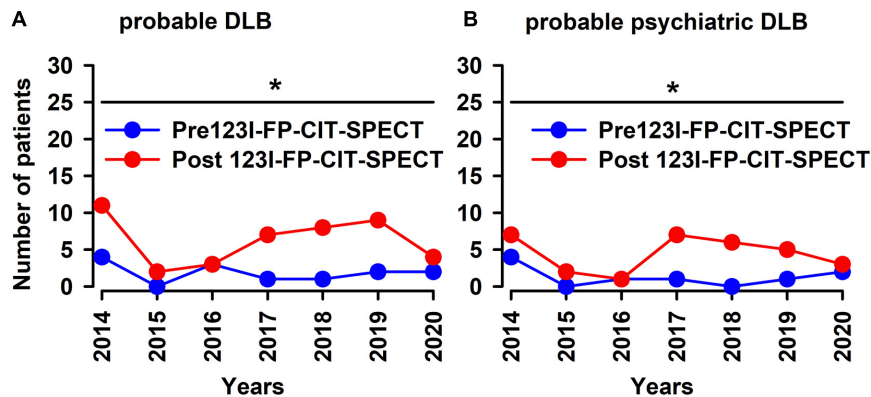 A probable DLB
*
30
25
20
15
10
5
0
Number of patients
Pre123I-FP-CIT-SPECT
Post 123I-FP-CIT-SPECT
2014 2015 2016 2017 2018 2019 2020
Years
B probable psychiatric DLB
*
30
25
20
15
10
5
0
Pre123I-FP-CIT-SPECT
Post 123I-FP-CIT-SPECT
2014 2015 2016 2017 2018 2019 2020
Years